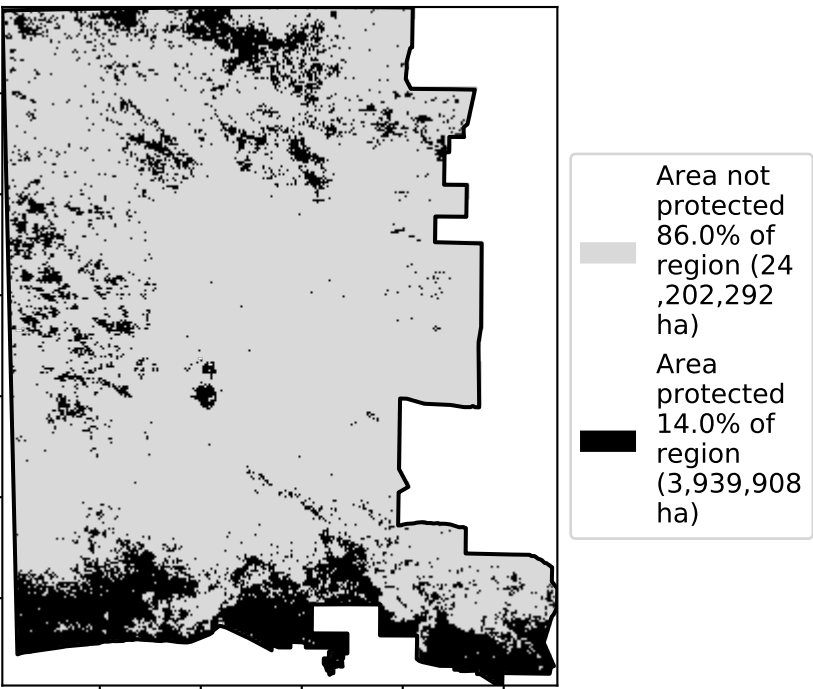 Area not
protected
86.0% of
region (24
,202,292
ha)
Area
protected
14.0% of
region
(3,939,908
ha)